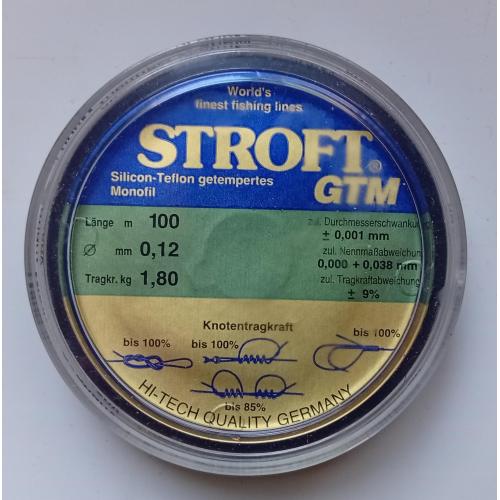 World's
finest fishing lines
STROFT®
GTM
Silicon-Teflon getempertes
Monofil
Länge m 100
Ø mm 0,12
Tragkr. kg 1,80
zul. Durchmesserschwanku
± 0,001 mm
zul. Nennmaßabweichun
0,000 + 0,038 mm
zul. Tragkraftabweichung
± 9%
Knotentragkraft
bis 100% bis 100% bis 100%
bis 85%
HI-TECH QUALITY GERMANY